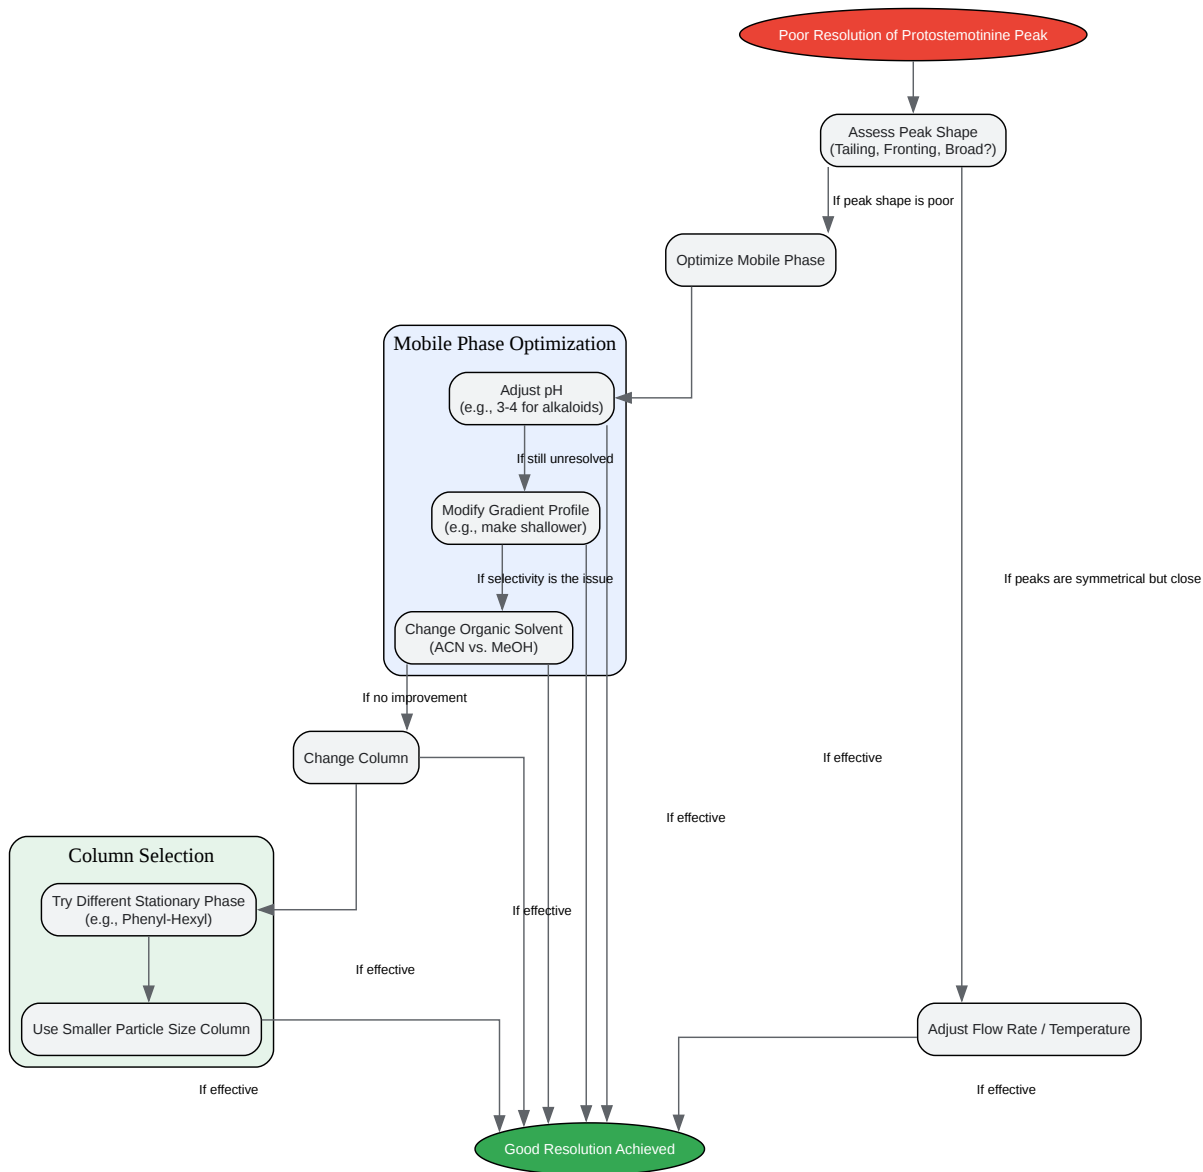 Poor Resolution of Protostemotinine Peak
Assess Peak Shape
(Tailing, Fronting, Broad?)
If peak shape is poor
Optimize Mobile Phase
Mobile Phase Optimization
Adjust pH
(e.g., 3-4 for alkaloids)
If still unresolved
Modify Gradient Profile
(e.g., make shallower)
If selectivity is the issue
If peaks are symmetrical but close
Change Organic Solvent
(ACN vs. MeOH)
If no improvement
Change Column
If effective
If effective
Column Selection
Try Different Stationary Phase
(e.g., Phenyl-Hexyl)
If effective
If effective
Use Smaller Particle Size Column
Adjust Flow Rate / Temperature
If effective
If effective
Good Resolution Achieved